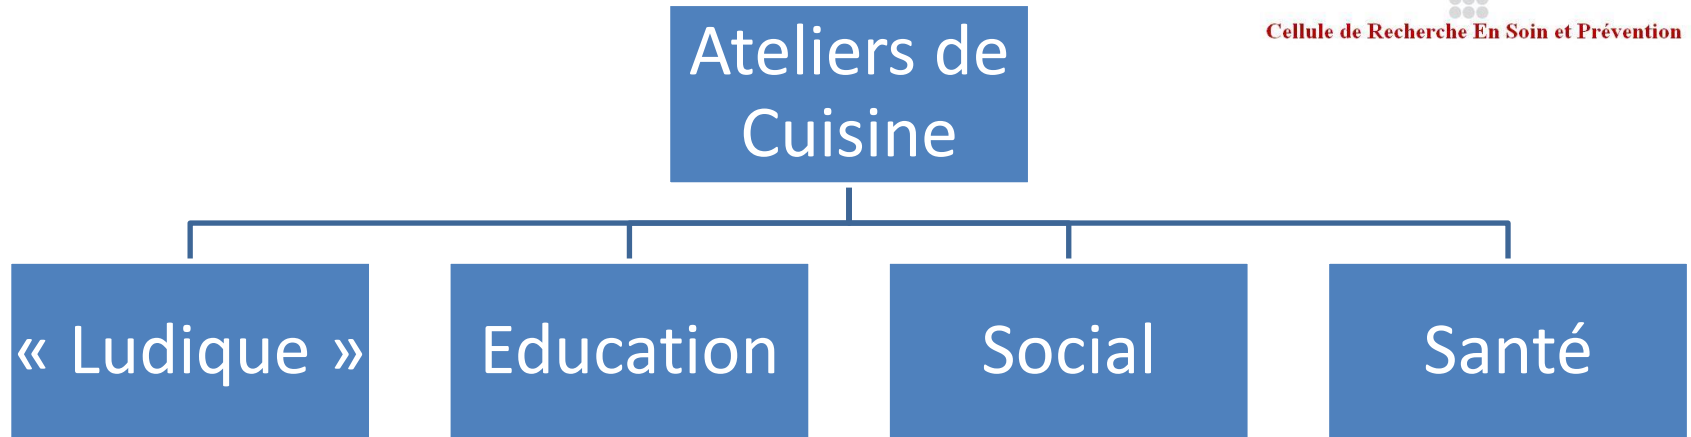 Ateliers de
Cuisine
Cellule de Recherche En Soin et Prévention
« Ludique »
Education
Social
Santé